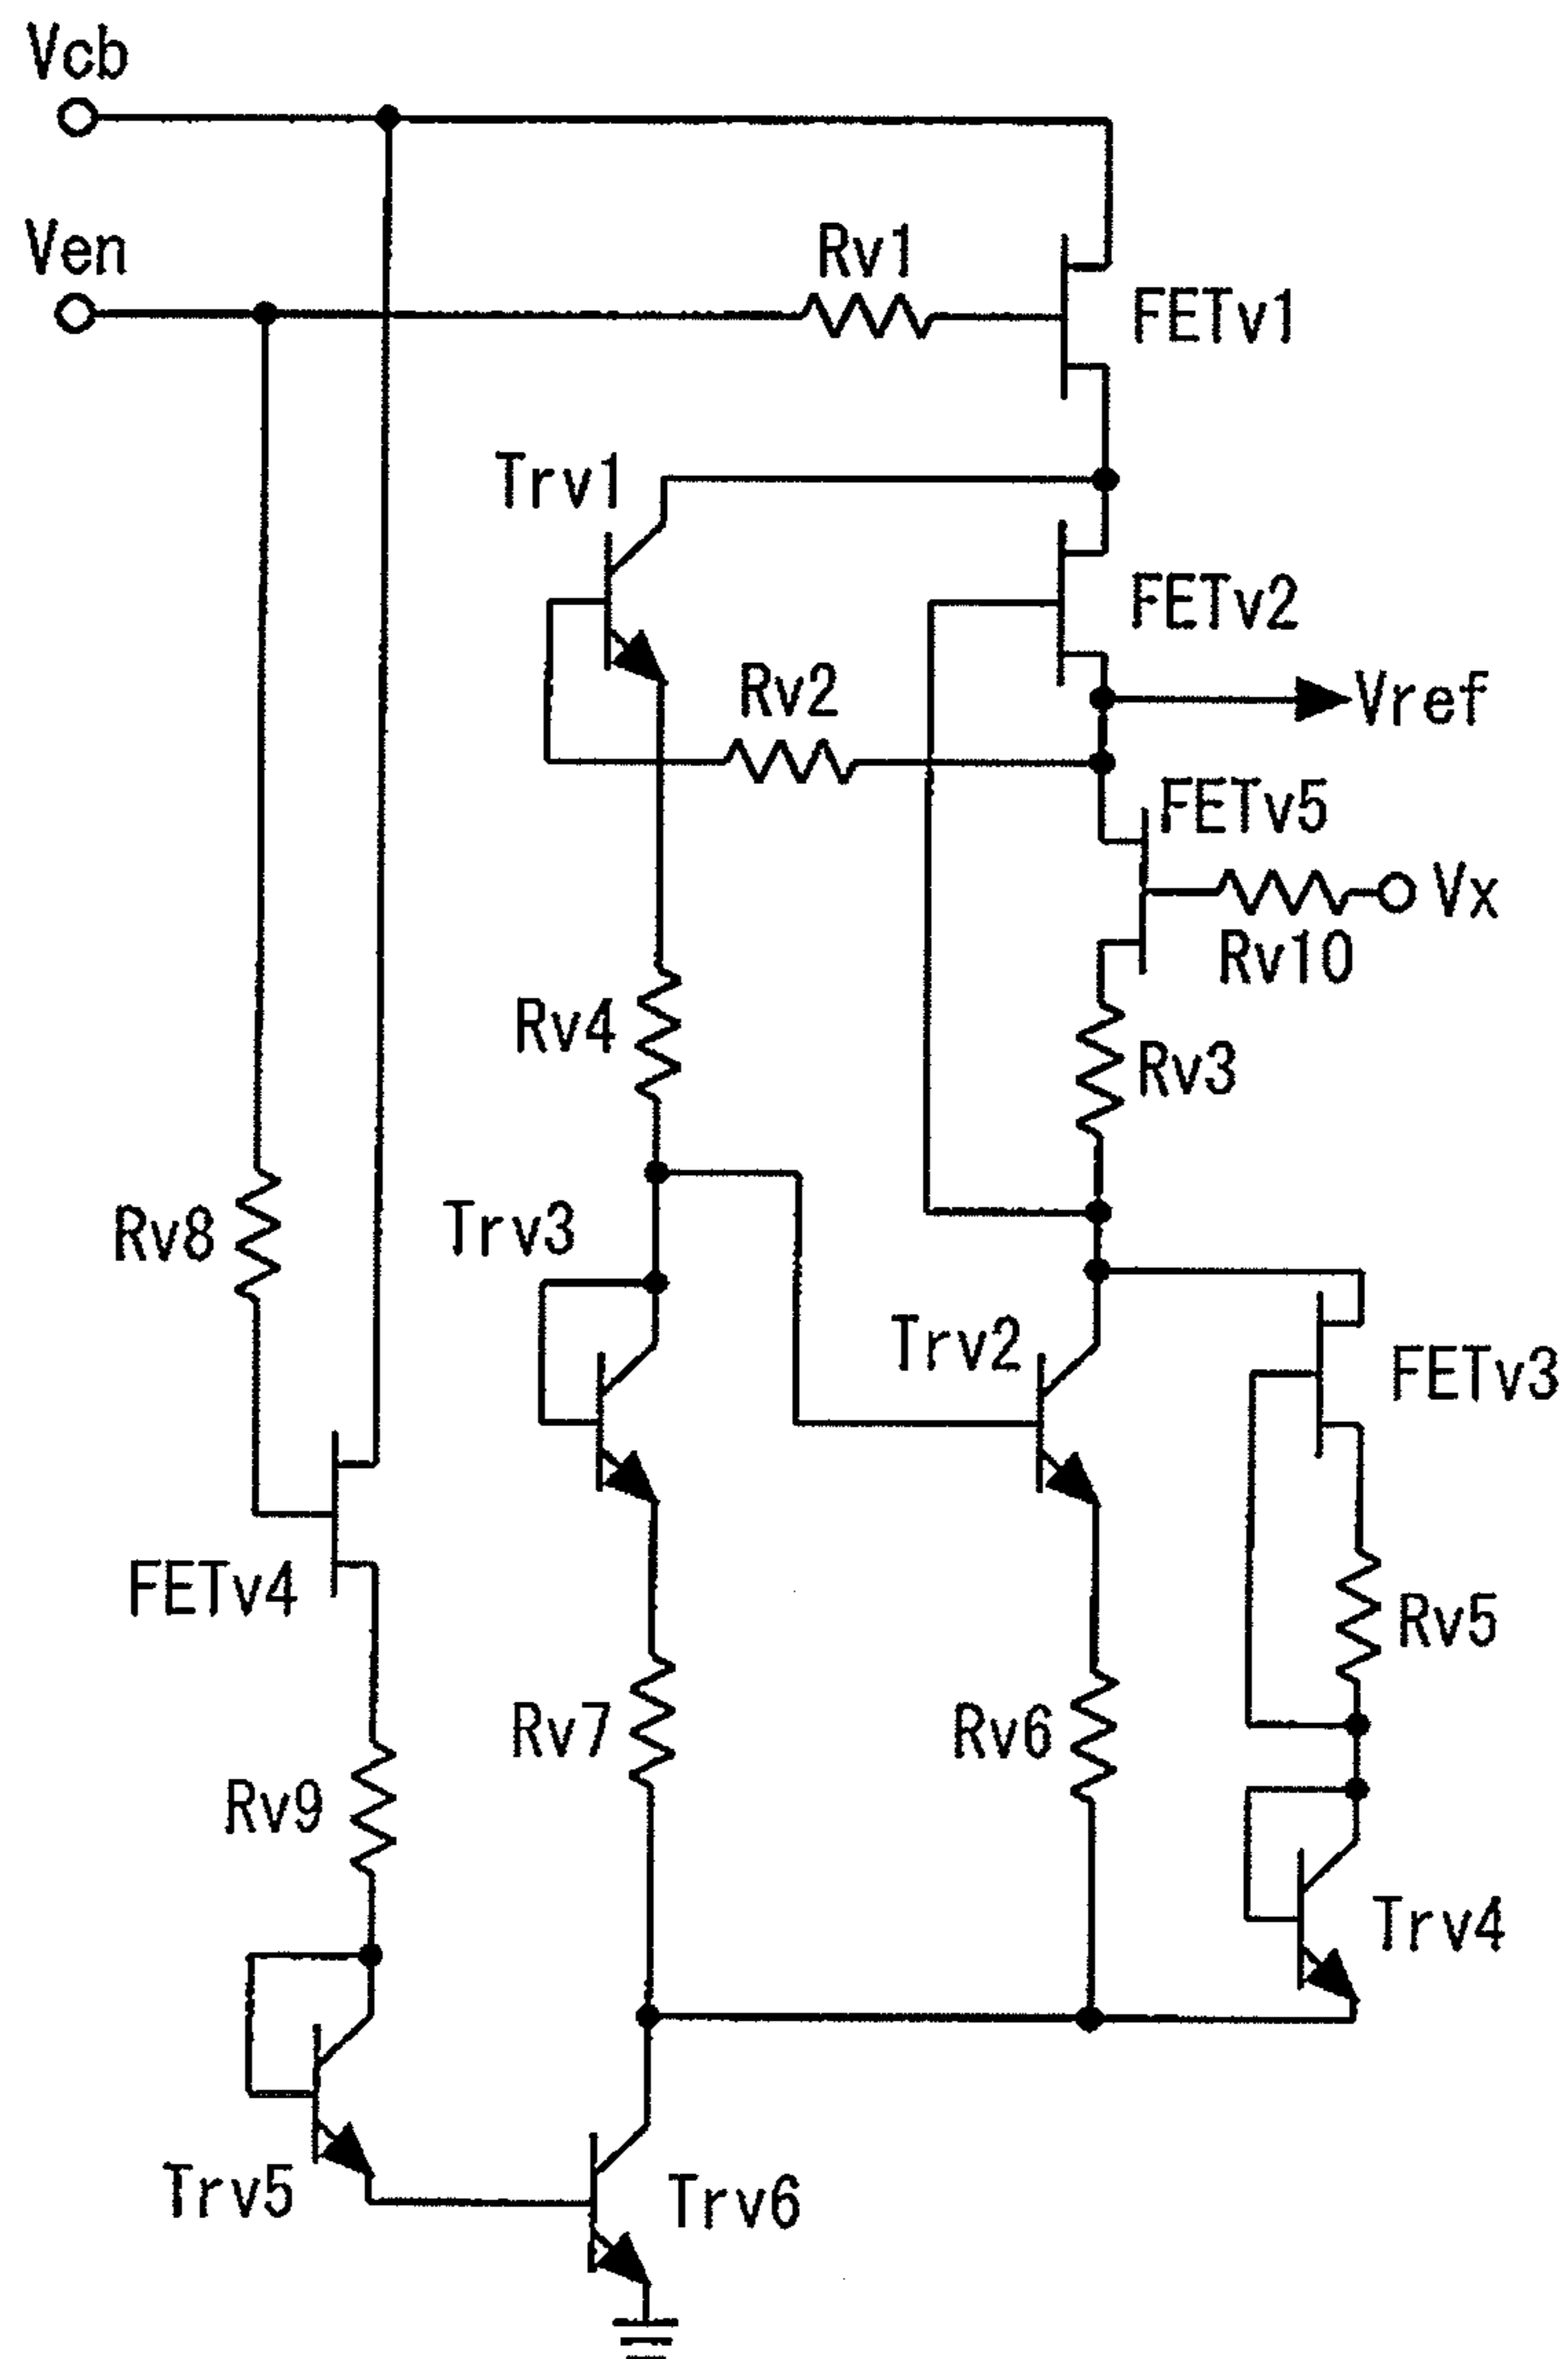 Vcb
Ven
Rv1
FETv1
Trv1
FETv2
Rv2
Vref
FETv5
Vx
Rv10
Rv4
Rv3
Rv8
Trv3
Trv2
FETv3
FETv4
Rv5
Rv7
Rv6
Rv9
Trv4
Trv5
Trv6